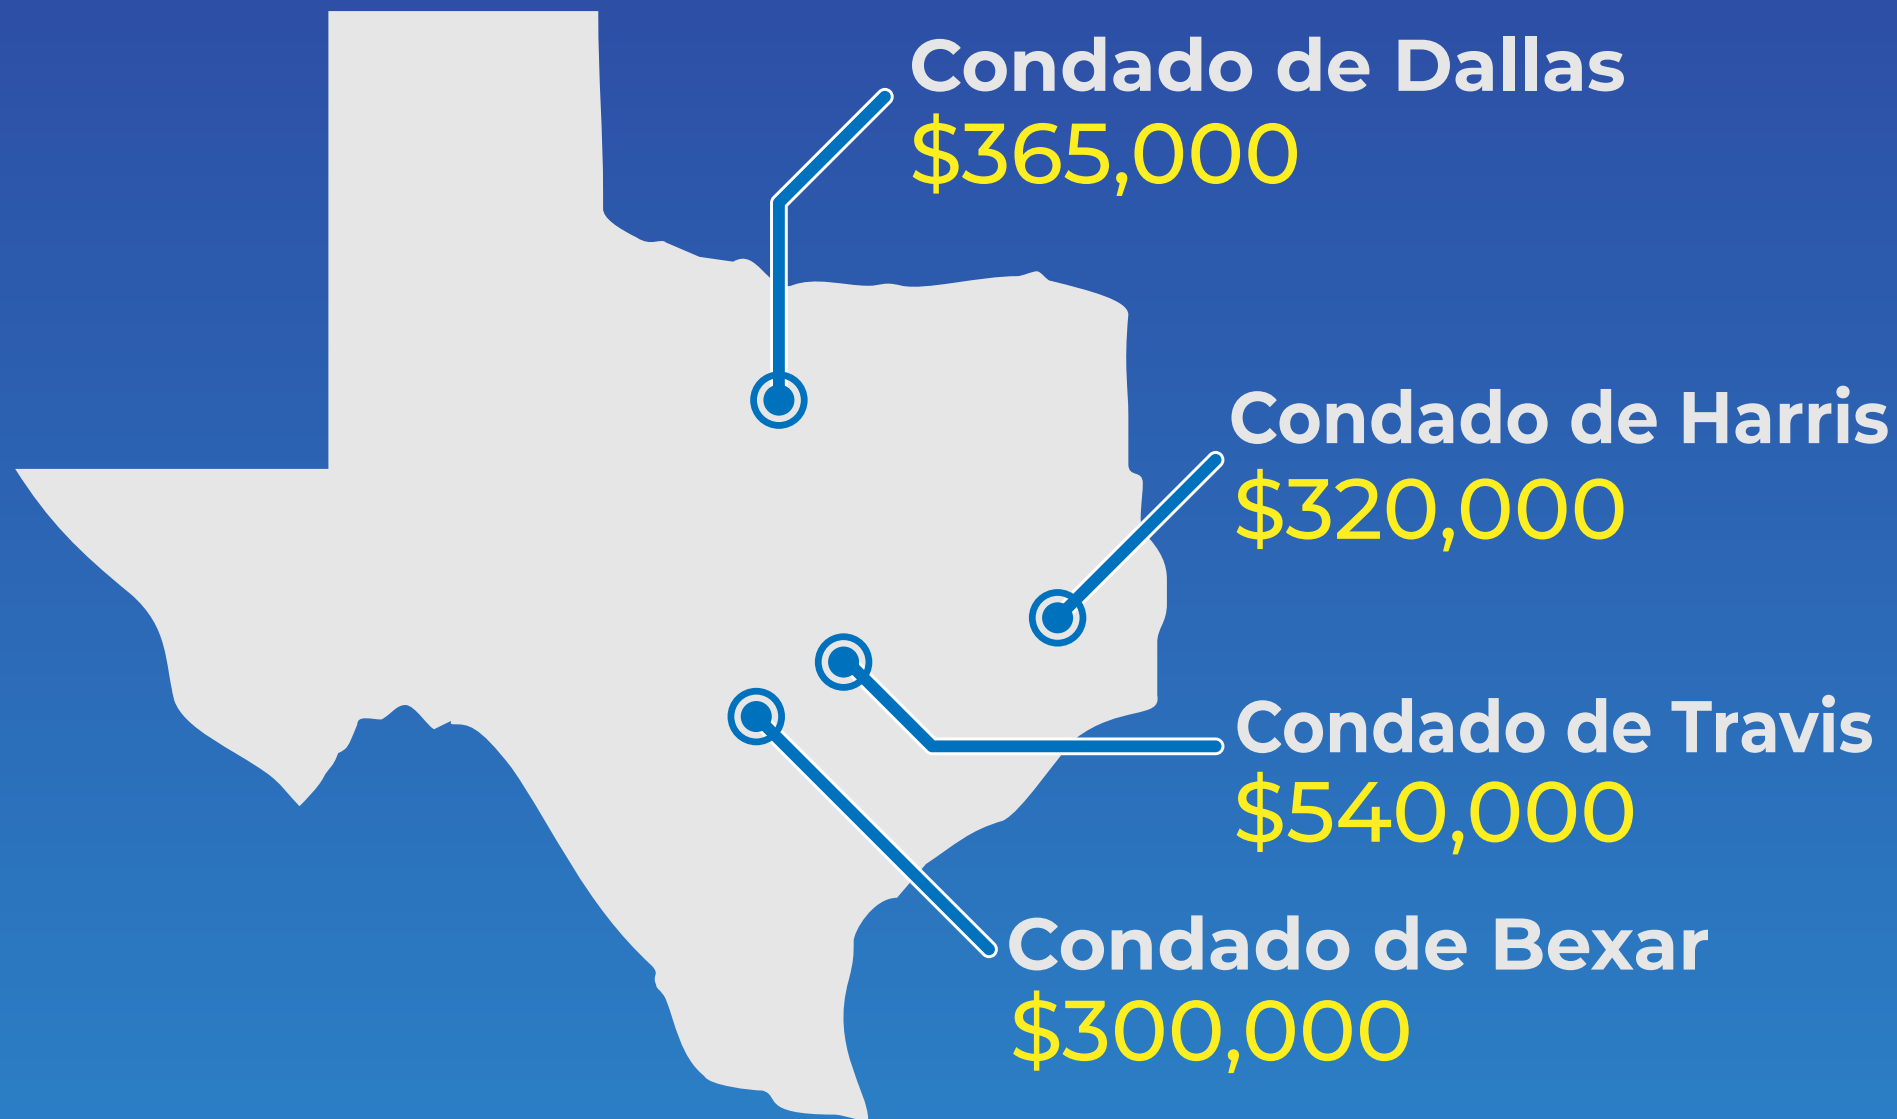 Condado de Dallas
$365,000
Condado de Harris
$320,000
Condado de Travis
$540,000
Condado de Bexar
$300,000